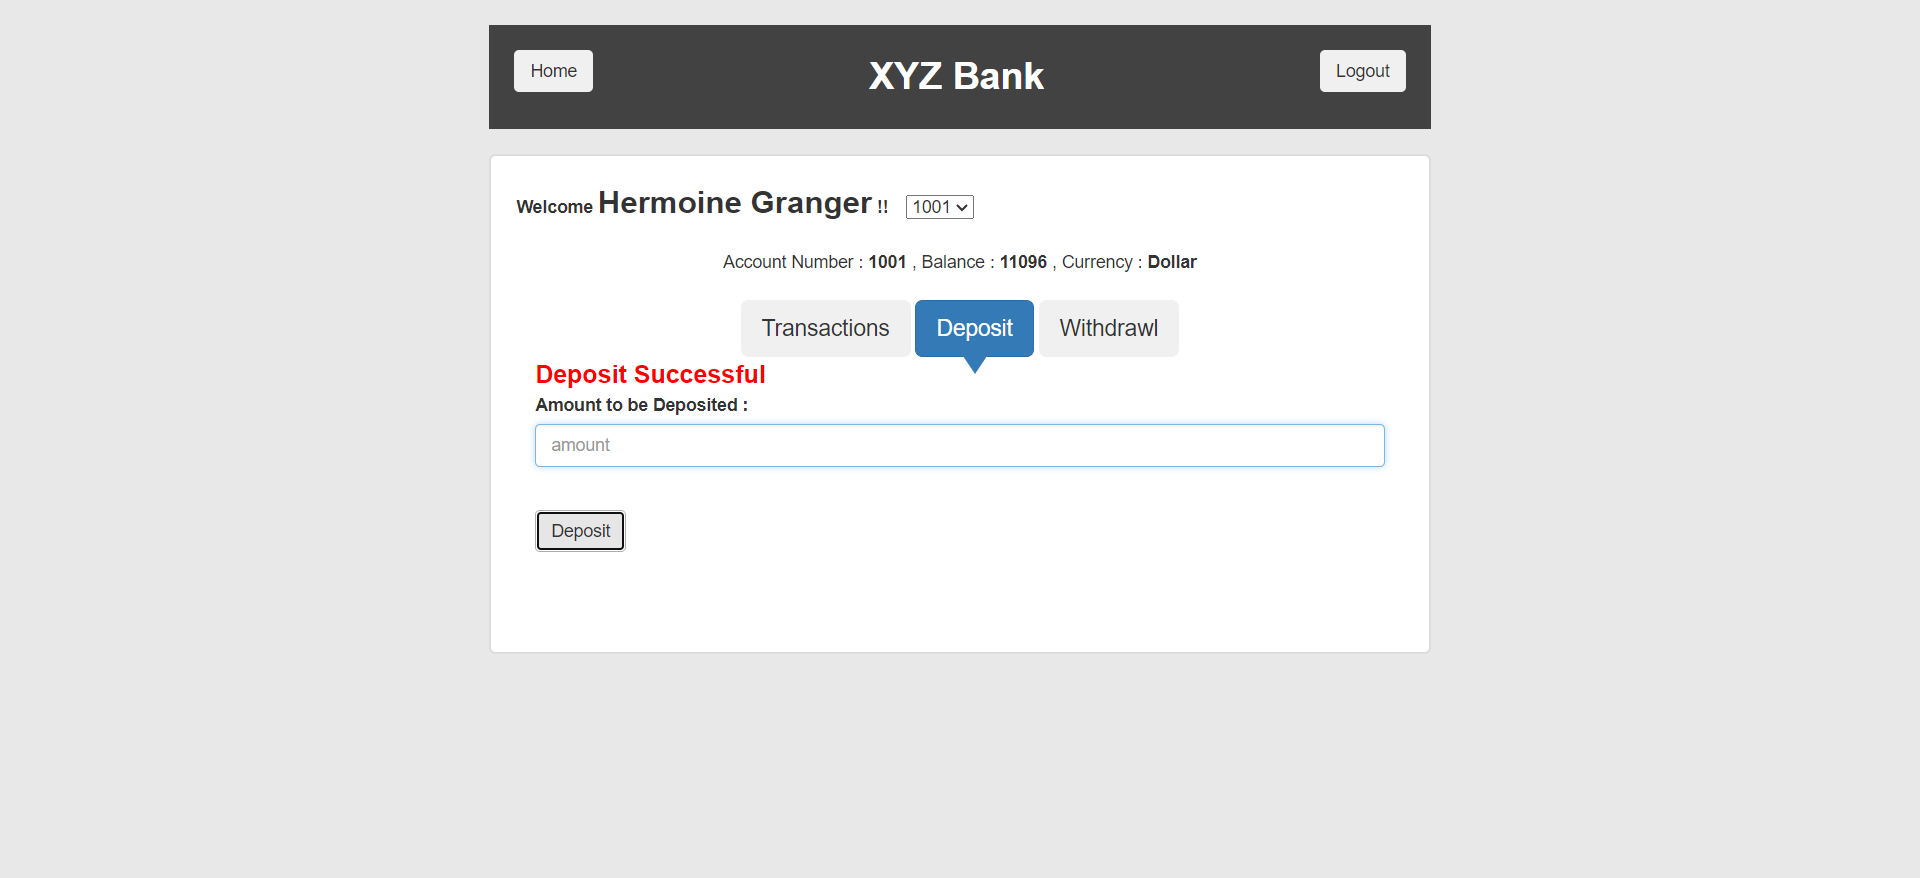 Home XYZ Bank Logout
Welcome Hermoine Granger !! 1001
Account Number : 1001 , Balance : 11096 , Currency : Dollar
Transactions Deposit Withdrawl
Deposit Successful
Amount to be Deposited :
amount
Deposit